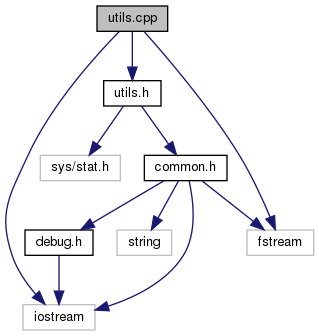 utils.cpp
utils.h
sys/stat.h
common.h
debug.h
string
fstream
iostream